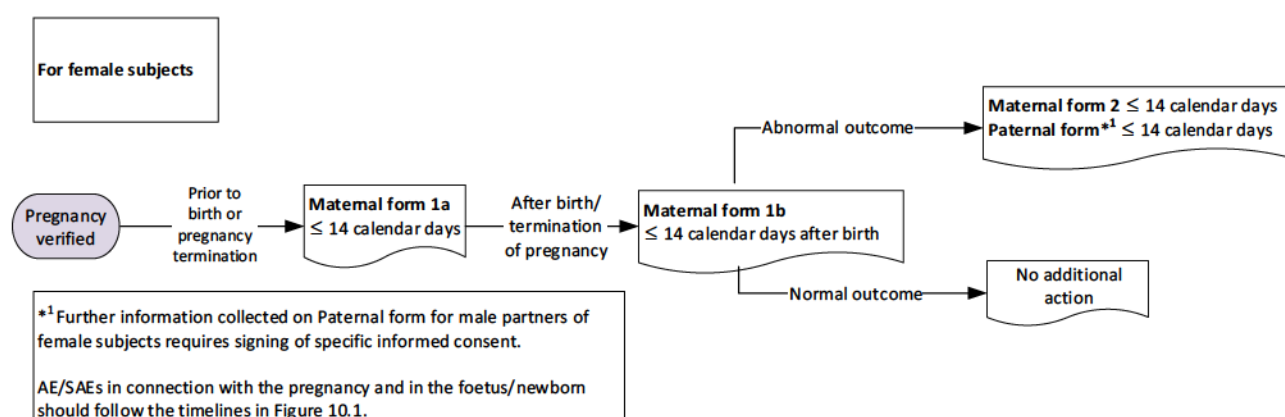 For female subjects
Pregnancy
verified
Prior to
birth or
pregnancy
termination
Maternal form 1a
≤ 14 calendar days
After birth/
termination
of pregnancy
Maternal form 1b
≤ 14 calendar days after birth
Abnormal outcome
Maternal form 2 ≤ 14 calendar days
Paternal form*1 ≤ 14 calendar days
Normal outcome
No additional
action
*1 Further information collected on Paternal form for male partners of
female subjects requires signing of specific informed consent.
AE/SAEs in connection with the pregnancy and in the foetus/newborn
should follow the timelines in Figure 10.1.